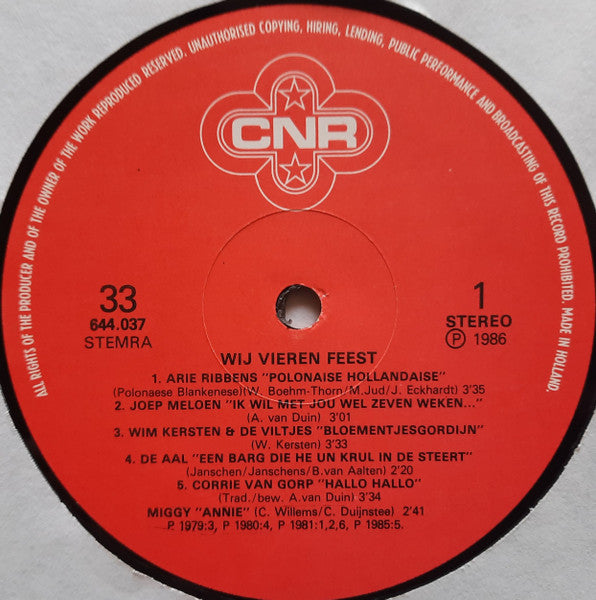 ALL RIGHTS OF THE PRODUCER AND OF THE OWNER OF THE WORK REPRODUCED RESERVED. UNAUTHORISED COPYING, HIRING, LENDING, PUBLIC PERFORMANCE AND BROADCASTING OF THIS RECORD PROHIBITED. MADE IN HOLLAND.
CNR
33
644.037
STEMRA
1
STEREO
Ⓟ 1986
WIJ VIEREN FEEST
1. ARIE RIBBENS "POLONAISE HOLLANDAISE"
(Polonaese Blankenese)(W. Boehm-Thorn/M.Jud/J. Eckhardt) 3'35
2. JOEP MELOEN "IK WIL MET JOU WEL ZEVEN WEKEN..."
(A. van Duin) 3'01
3. WIM KERSTEN & DE VILTJES "BLOEMENTJESGORDIJN"
(W. Kersten) 3'33
4. DE AAL "EEN BARG DIE HE UN KRUL IN DE STEERT"
(Janschen/Janschens/B.van Aalten) 2'20
5. CORRIE VAN GORP "HALLO HALLO"
(Trad./bew. A.van Duin) 3'34
MIGGY "ANNIE" (C. Willems/C. Duijnstee) 2'41
P. 1979:3, P 1980:4, P 1981:1,2,6, P 1985:5.